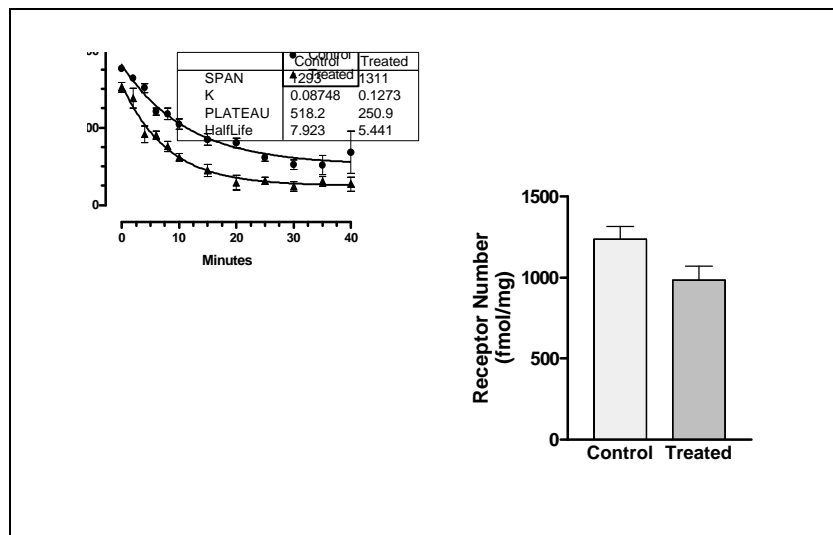 Control
Treated
Control Treated
SPAN 1293 1311
K 0.08748 0.1273
PLATEAU 518.2 250.9
HalfLife 7.923 5.441
0
0 10 20 30 40
Minutes
1500
1000
500
0
Receptor Number
(fmol/mg)
Control Treated